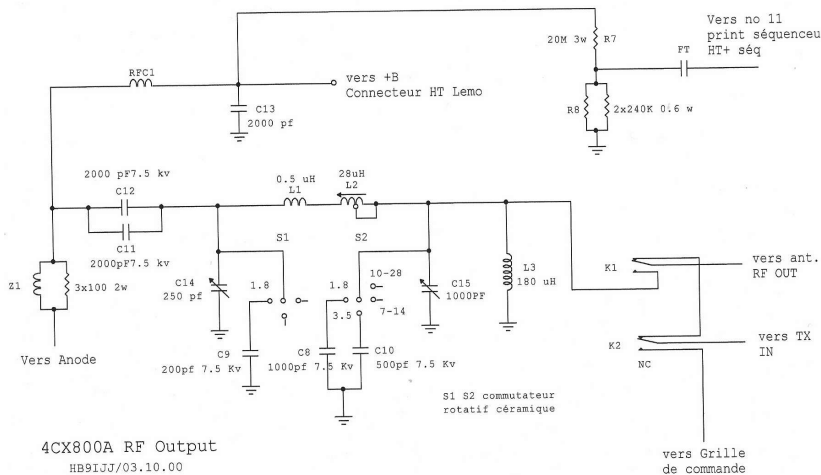 Vers no 11
print séquenceu
HT+ séq
20M 3w
R7
FT
RFC1
vers +B
Connecteur HT Lemo
C13
2000 pf
R8
2x240K 0.6 w
2000 pF7.5 kv
C12
0.5 uH
L1
28uH
L2
C11
2000pF7.5 kv
S1
S2
Z1
3x100 2w
C14
250 pf
1.8
1.8
10-28
7-14
3.5
C15
1000PF
L3
180 uH
K1
vers ant.
RF OUT
K2
NC
vers TX
IN
Vers Anode
C9
200pf 7.5 Kv
C8
1000pf 7.5 Kv
C10
500pf 7.5 Kv
S1 S2 commutateur
rotatif céramique
4CX800A RF Output
HB9IJJ/03.10.00
vers Grille
de commande